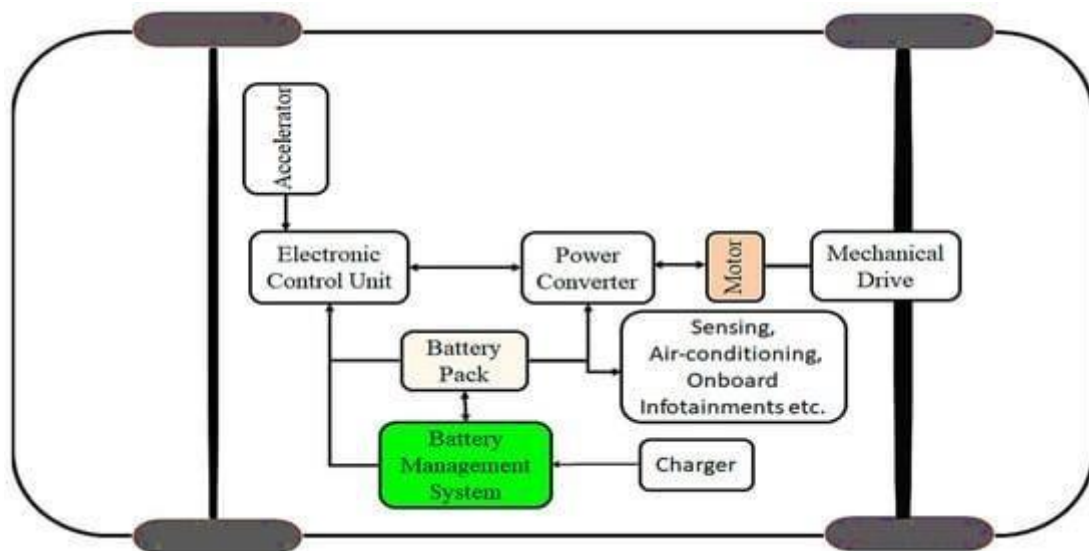 Accelerator
Electronic
Control Unit
Power
Converter
Motor
Mechanical
Drive
Sensing,
Air-conditioning,
Onboard
Infotainments etc.
Battery
Pack
Battery
Management
System
Charger